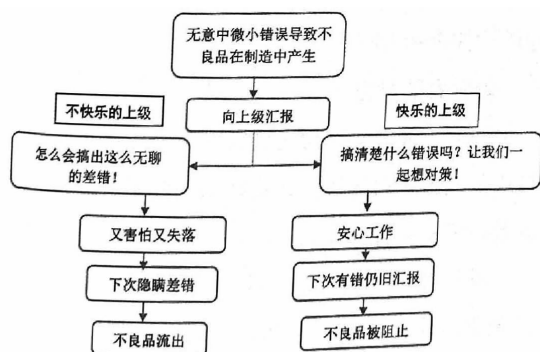 无意中微小错误导致不
良品在制造中产生
不快乐的上级
向上级汇报
快乐的上级
怎么会搞出这么无聊
的差错！
搞清楚什么错误吗？让我们一
起想对策！
又害怕又失落
安心工作
下次隐瞒差错
下次有错仍旧汇报
不良品流出
不良品被阻止